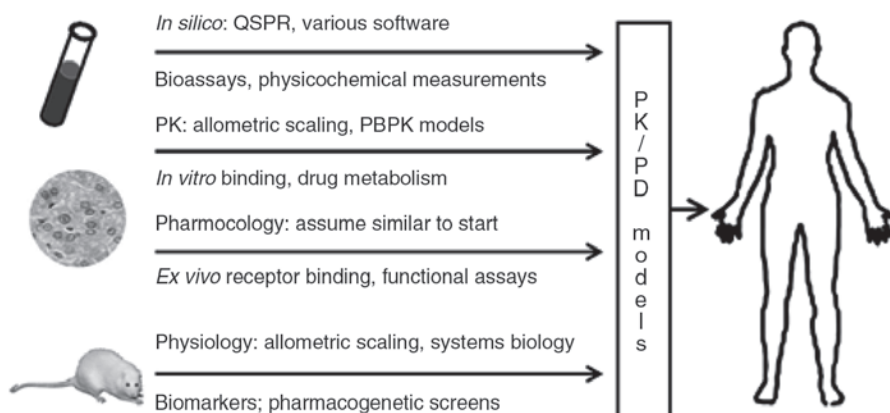 In silico: QSPR, various software
Bioassays, physicochemical measurements
PK: allometric scaling, PBPK models
In vitro binding, drug metabolism
Pharmocology: assume similar to start
Ex vivo receptor binding, functional assays
Physiology: allometric scaling, systems biology
Biomarkers; pharmacogenetic screens
PK/PD models